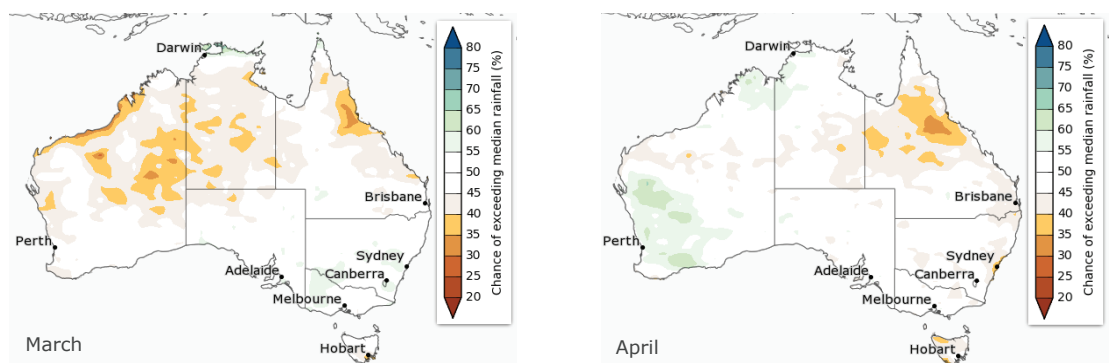 Darwin
Brisbane
Perth
Sydney
Adelaide
Canberra
Melbourne
Hobart
March
80
75
70
65
60
55
50
45
40
35
30
25
20
Chance of exceeding median rainfall (%)
Darwin
Brisbane
Perth
Sydney
Adelaide
Canberra
Melbourne
Hobart
April
80
75
70
65
60
55
50
45
40
35
30
25
20
Chance of exceeding median rainfall (%)